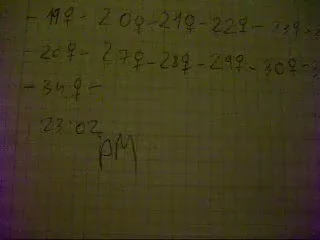 - 19♀ - 20♀ - 21♀ - 22♀ -
- 26♀ - 27♀ - 28♀ - 29♀ - 30♀ -
- 34♀ -
23:02
PM